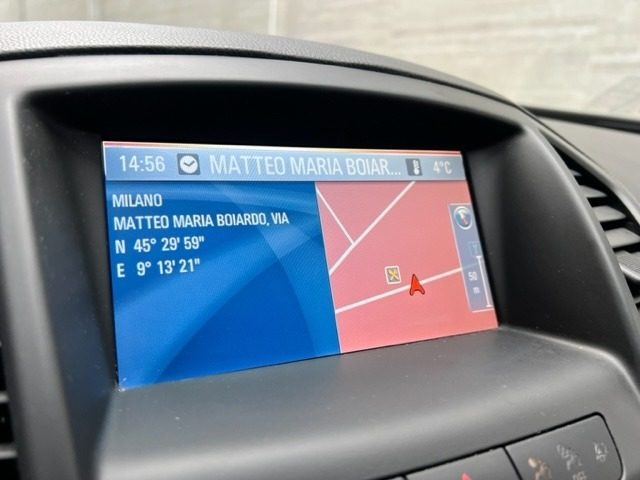 14:56 MATTEO MARIA BOIAR... 4°C
MILANO
MATTEO MARIA BOIARDO, VIA
N 45° 29' 59"
E 9° 13' 21"
50
m